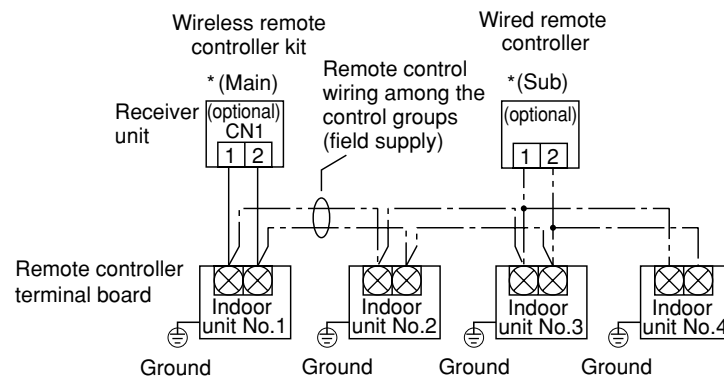 Wireless remote
controller kit
* (Main)
Receiver
unit
(optional)
CN1
1 2
Remote control
wiring among the
control groups
(field supply)
Wired remote
controller
* (Sub)
(optional)
1 2
Remote controller
terminal board
Indoor
unit No.1
Indoor
unit No.2
Indoor
unit No.3
Indoor
unit No.4
Ground
Ground
Ground
Ground